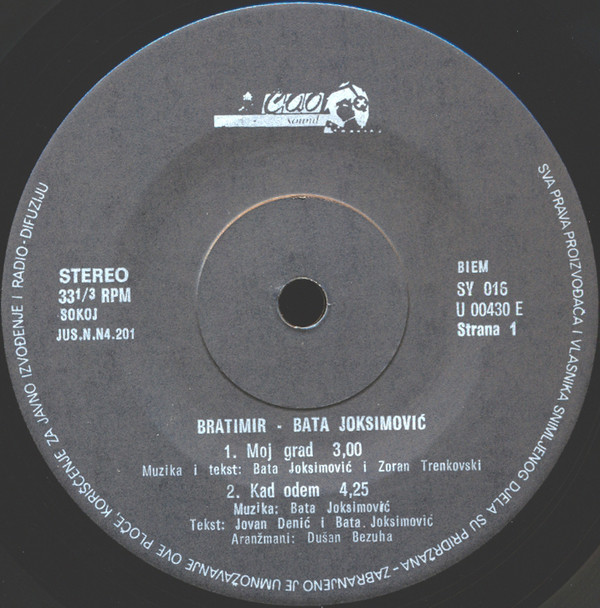 sound
STEREO
33 1/3 RPM
SOKOJ
JUS.N.N4.201
BIEM
SY 016
U 00430 E
Strana 1
BRATIMIR - BATA JOKSIMOVIĆ
1. Moj grad 3,00
Muzika i tekst: Bata Joksimović i Zoran Trenkovski
2. Kad odem 4,25
Muzika: Bata Joksimović
Tekst: Jovan Denić i Bata Joksimović
Aranžmani: Dušan Bezuha
SVA PRAVA PROIZVOĐAČA I VLASNIKA SNIMLJENOG DJELA SU PRIDRŽANA - ZABRANJENO JE UMNOŽAVANJE OVE PLOČE, KORIŠĆENJE ZA JAVNO IZVOĐENJE I RADIO-DIFUZIJU